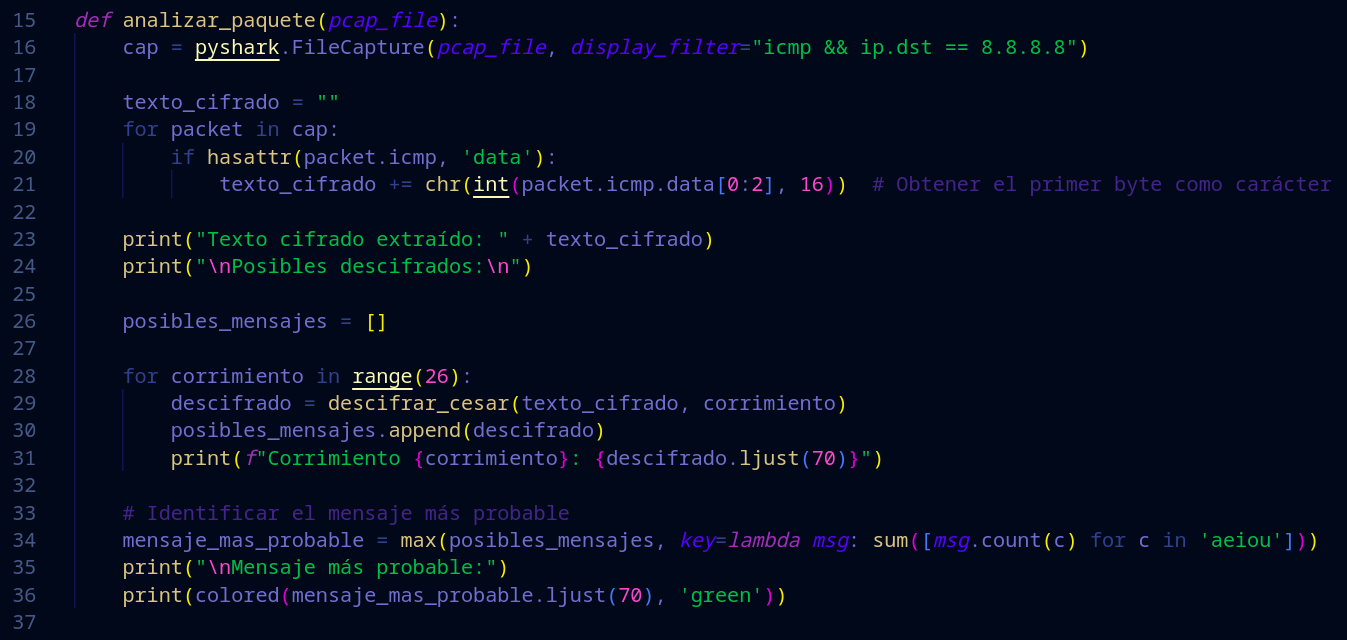 15 def analizar_paquete(pcap_file):
16     cap = pyshark.FileCapture(pcap_file, display_filter="icmp && ip.dst == 8.8.8.8")
17
18     texto_cifrado = ""
19     for packet in cap:
20         if hasattr(packet.icmp, 'data'):
21             texto_cifrado += chr(int(packet.icmp.data[0:2], 16))  # Obtener el primer byte como carácter
22
23     print("Texto cifrado extraído: " + texto_cifrado)
24     print("\nPosibles descifrados:\n")
25
26     posibles_mensajes = []
27
28     for corrimiento in range(26):
29         descifrado = descifrar_cesar(texto_cifrado, corrimiento)
30         posibles_mensajes.append(descifrado)
31         print(f"Corrimiento {corrimiento}: {descifrado.ljust(70)}")
32
33     # Identificar el mensaje más probable
34     mensaje_mas_probable = max(posibles_mensajes, key=lambda msg: sum([msg.count(c) for c in 'aeiou']))
35     print("\nMensaje más probable:")
36     print(colored(mensaje_mas_probable.ljust(70), 'green'))
37